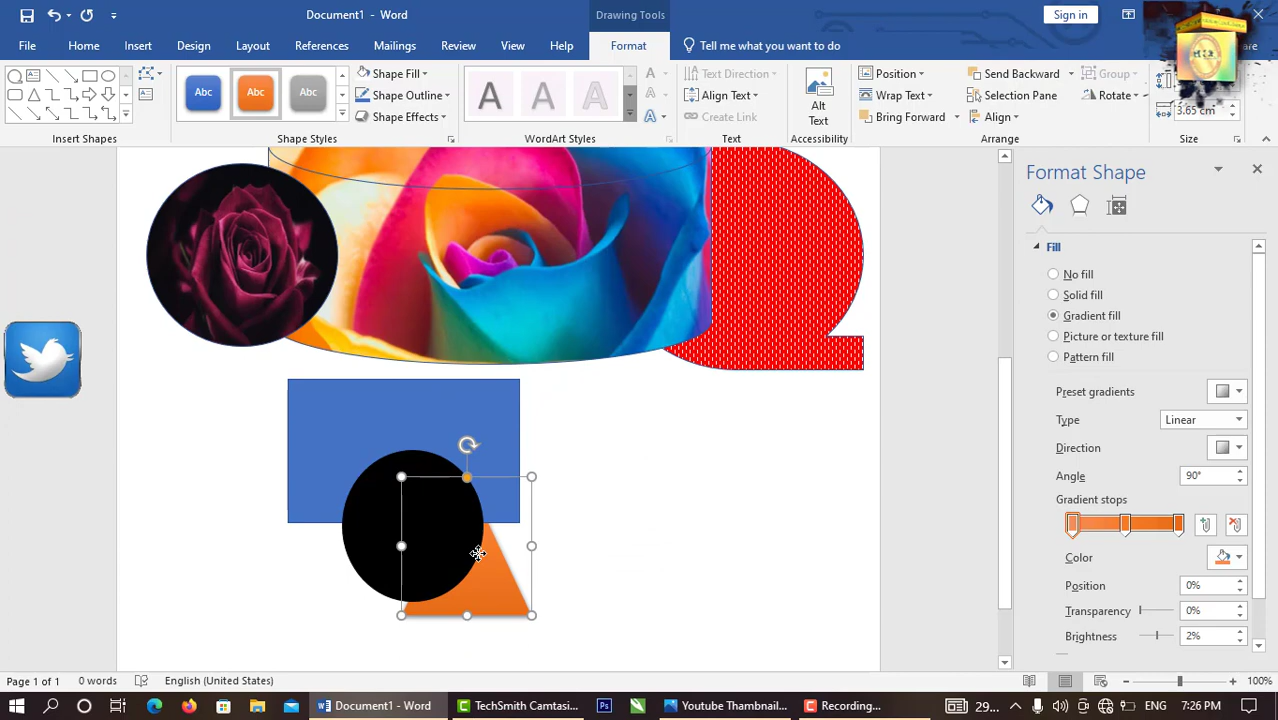 Document1 - Word
Drawing Tools
Sign in
File
Home
Insert
Design
Layout
References
Mailings
Review
View
Help
Format
Tell me what you want to do
Abc
Abc
Abc
Shape Fill
Shape Outline
Shape Effects
A
A
A
Text Direction
Align Text
Create Link
Alt
Text
Position
Wrap Text
Bring Forward
Send Backward
Selection Pane
Align
Group
Rotate
3.65 cm
Insert Shapes
Shape Styles
WordArt Styles
Text
Accessibility
Arrange
Size
Format Shape
Fill
No fill
Solid fill
Gradient fill
Picture or texture fill
Pattern fill
Preset gradients
Type
Linear
Direction
Angle
90°
Gradient stops
Color
Position
0%
Transparency
0%
Brightness
2%
Page 1 of 1
0 words
English (United States)
100%
Document1 - Word
TechSmith Camtasi...
Youtube Thumbnail...
Recording...
29...
ENG
7:26 PM